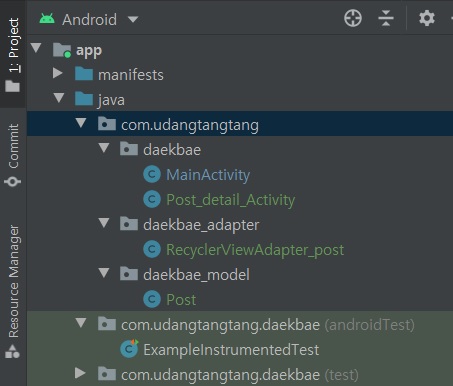 Android
1: Project
Commit
Resource Manager
app
manifests
java
com.udangtangtang
daekbae
MainActivity
Post_detail_Activity
daekbae_adapter
RecyclerViewAdapter_post
daekbae_model
Post
com.udangtangtang.daekbae (androidTest)
ExampleInstrumentedTest
com.udangtangtang.daekbae (test)